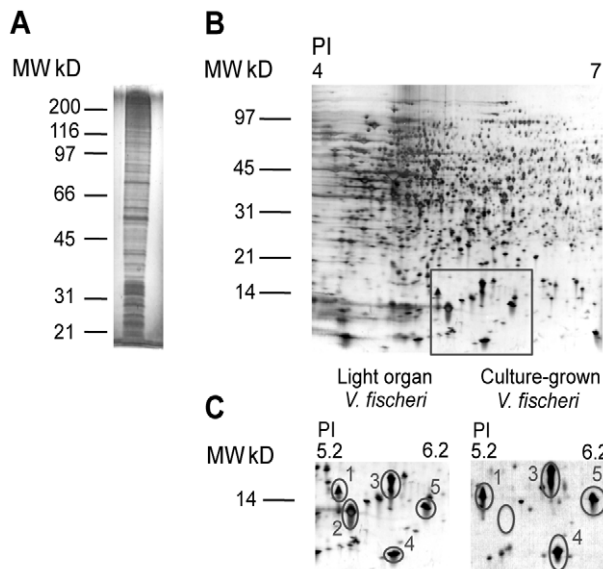 A
MW kD
200
116
97
66
45
31
21
B
PI
4 7
MW kD
97
45
31
21
14
Light organ
V. fischeri
Culture-grown
V. fischeri
C
PI
5.2 6.2
MW kD
14
1
3
5
2
4
PI
5.2 6.2
1
3
5
4